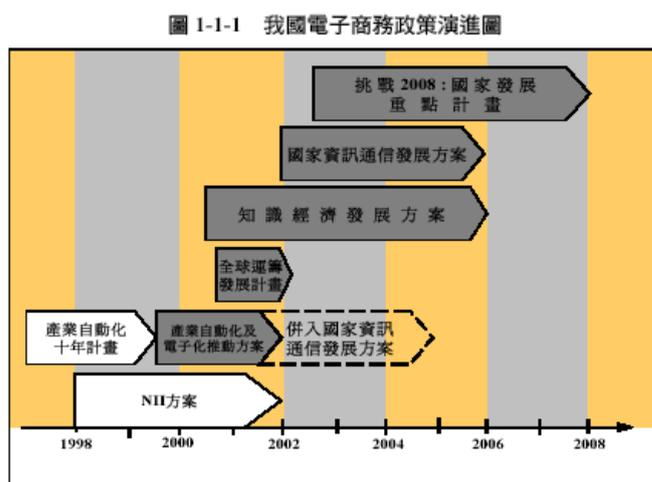 圖 1-1-1 我國電子商務政策演進圖
挑戰 2008：國家發展
重點計畫
國家資訊通信發展方案
知識經濟發展方案
全球運籌
發展計畫
產業自動化
十年計畫
產業自動化及
電子化推動方案
併入國家資訊
通信發展方案
NII方案
1998 2000 2002 2004 2006 2008